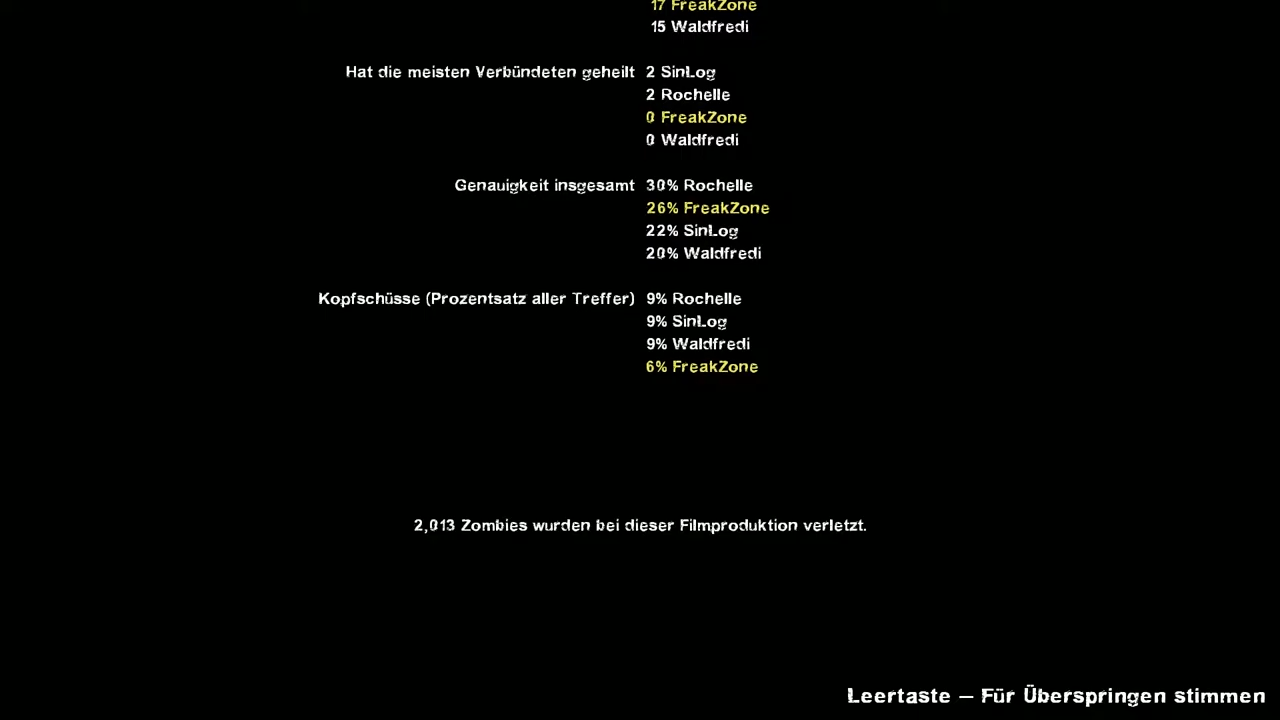 17 FreakZone
15 Waldfredi
Hat die meisten Verbündeten geheilt 2 SinLog
2 Rochelle
0 FreakZone
0 Waldfredi
Genauigkeit insgesamt 30% Rochelle
26% FreakZone
22% SinLog
20% Waldfredi
Kopfschüsse (Prozentsatz aller Treffer) 9% Rochelle
9% SinLog
9% Waldfredi
6% FreakZone
2,013 Zombies wurden bei dieser Filmproduktion verletzt.
Leertaste – Für Überspringen stimmen